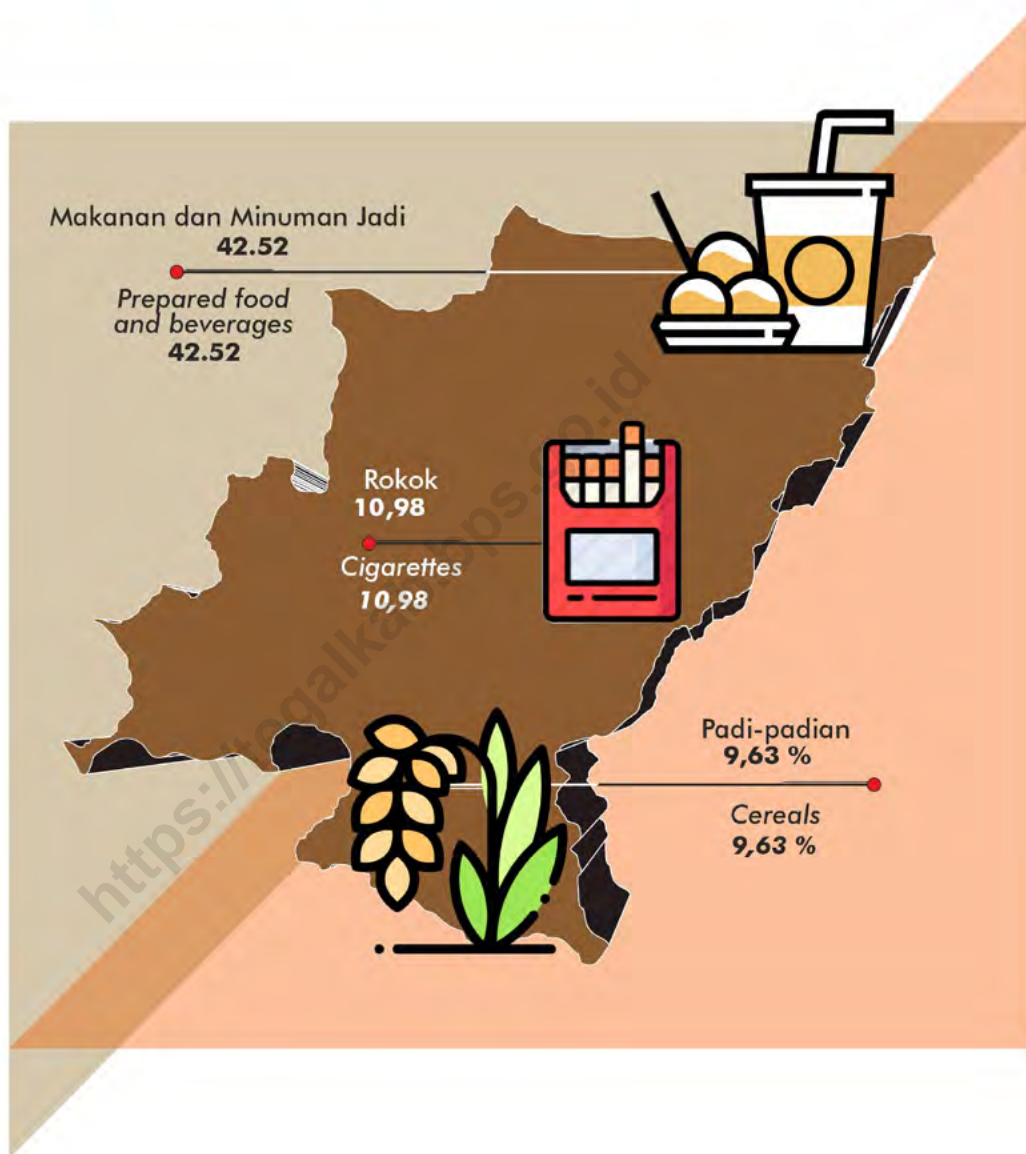 Makanan dan Minuman Jadi
42.52
Prepared food
and beverages
42.52
Rokok
10,98
Cigarettes
10,98
Padi-padian
9,63 %
Cereals
9,63 %
https://tegalkab.bps.go.id